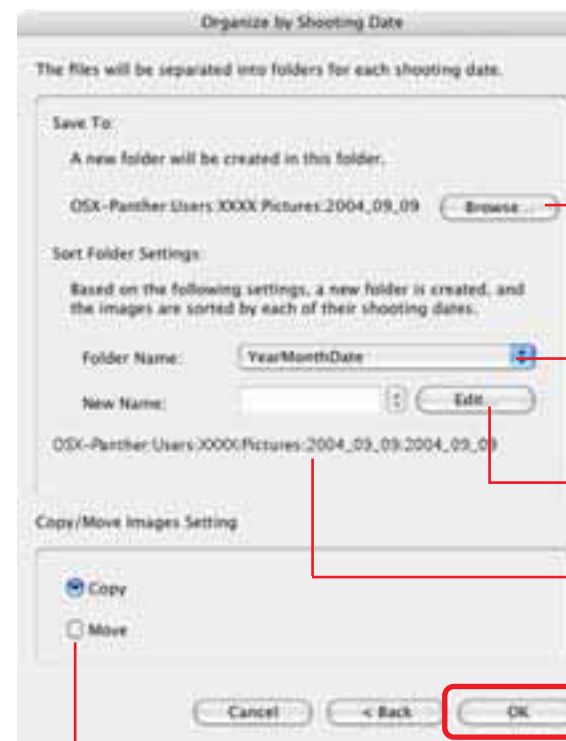 Organize by Shooting Date
The files will be separated into folders for each shooting date.
Save To:
A new folder will be created in this folder.
OSX-Panther:Users:XXXX:Pictures:2004_09_09 Browse...
Sort Folder Settings:
Based on the following settings, a new folder is created, and
the images are sorted by each of their shooting dates.
Folder Name: YearMonthDate
New Name: Edit...
OSX-Panther:Users:XXXX:Pictures:2004_09_09:2004_09_09
Copy/Move Images Setting
Copy
Move
Cancel < Back OK